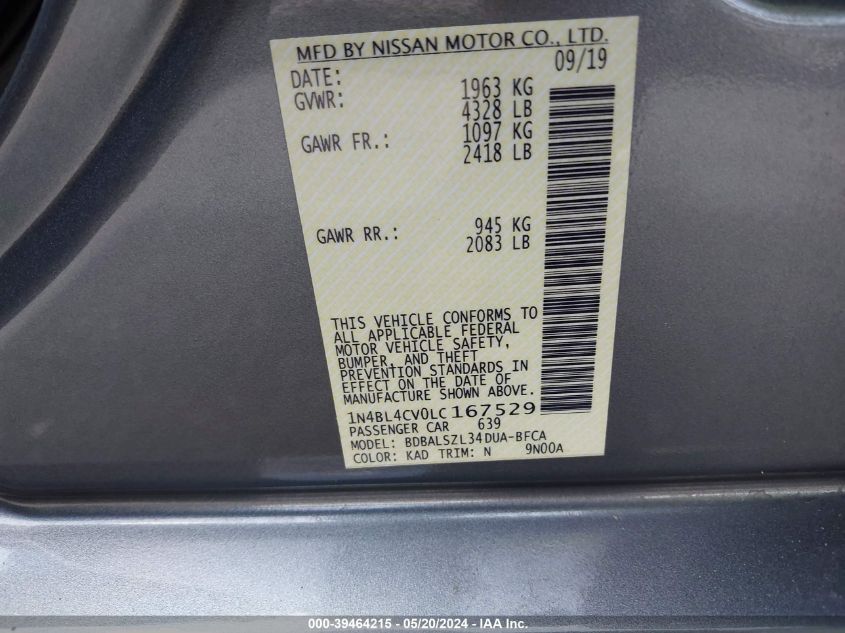 MFD BY NISSAN MOTOR CO., LTD.
DATE: 09/19
GVWR: 1963 KG
4328 LB
GAWR FR.: 1097 KG
2418 LB
GAWR RR.: 945 KG
2083 LB
THIS VEHICLE CONFORMS TO
ALL APPLICABLE FEDERAL
MOTOR VEHICLE SAFETY,
BUMPER, AND THEFT
PREVENTION STANDARDS IN
EFFECT ON THE DATE OF
MANUFACTURE SHOWN ABOVE.
1N4BL4CV0LC167529
PASSENGER CAR 639
MODEL: BDBALSZL34DUA-BFCA
COLOR: KAD TRIM: N 9N00A
000-39464215 - 05/20/2024 - IAA Inc.